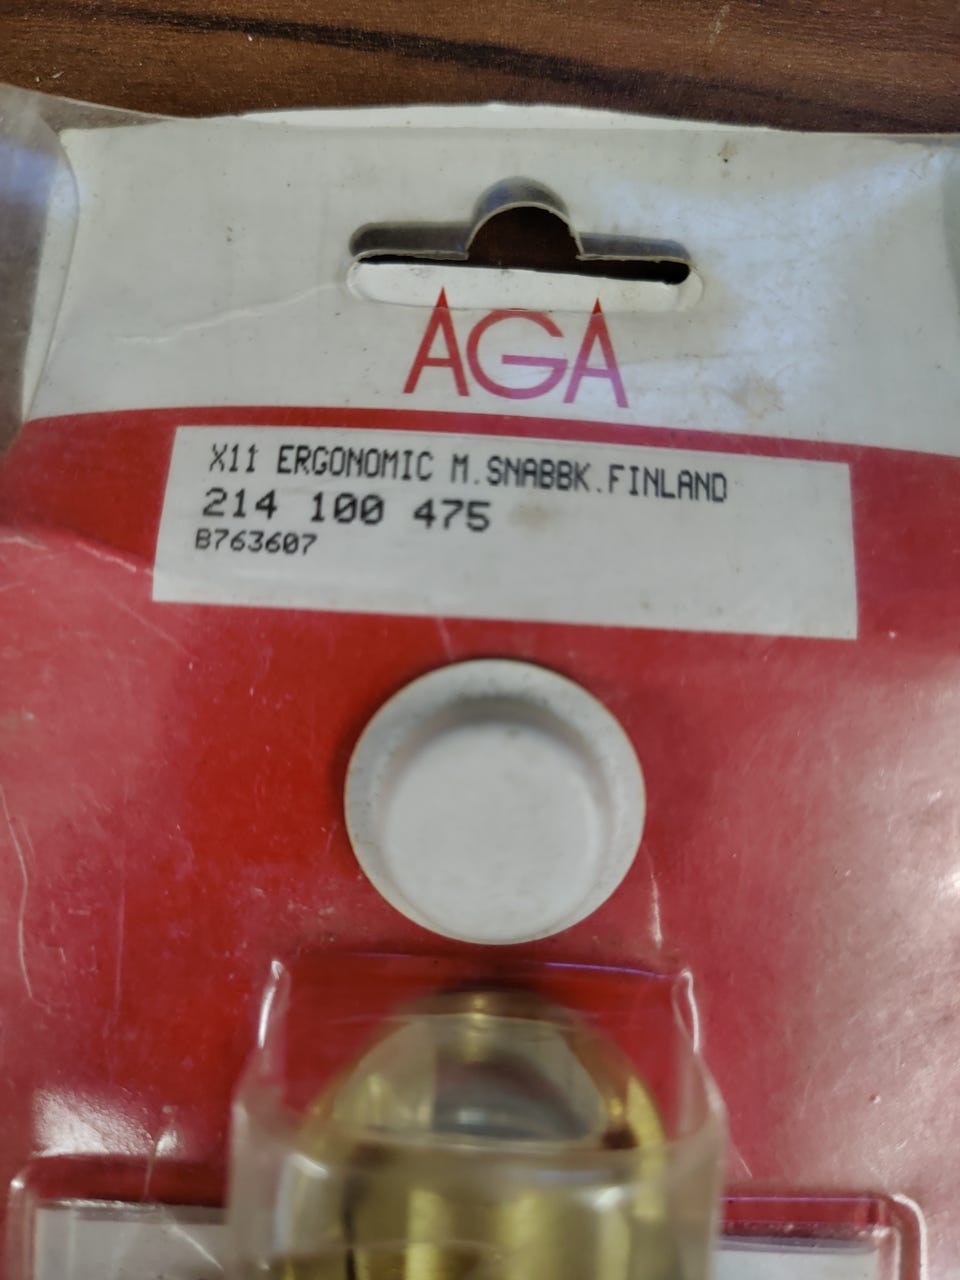 AGA
X11 ERGONOMIC M.SNABBK.FINLAND
214 100 475
B763607